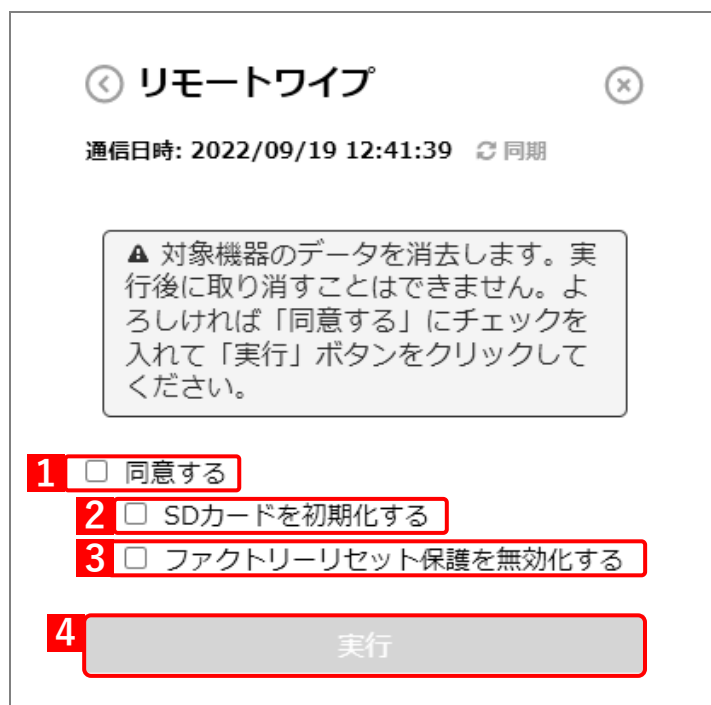 リモートワイプ
通信日時: 2022/09/19 12:41:39 同期
対象機器のデータを消去します。実
行後に取り消すことはできません。よ
ろしければ「同意する」にチェックを
入れて「実行」ボタンをクリックして
ください。
1 同意する
2 SDカードを初期化する
3 ファクトリーリセット保護を無効化する
4 実行